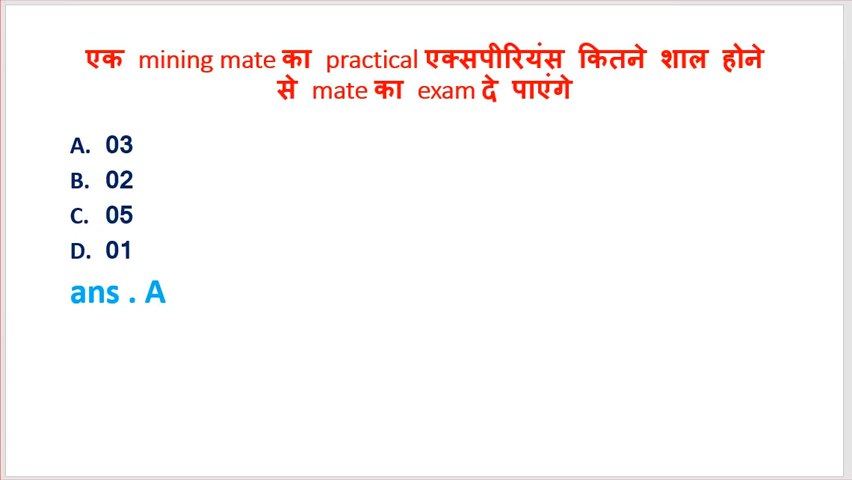 एक mining mate का practical एक्सपीरियंस कितने शाल होने
से mate का exam दे पाएंगे
A. 03
B. 02
C. 05
D. 01
ans . A